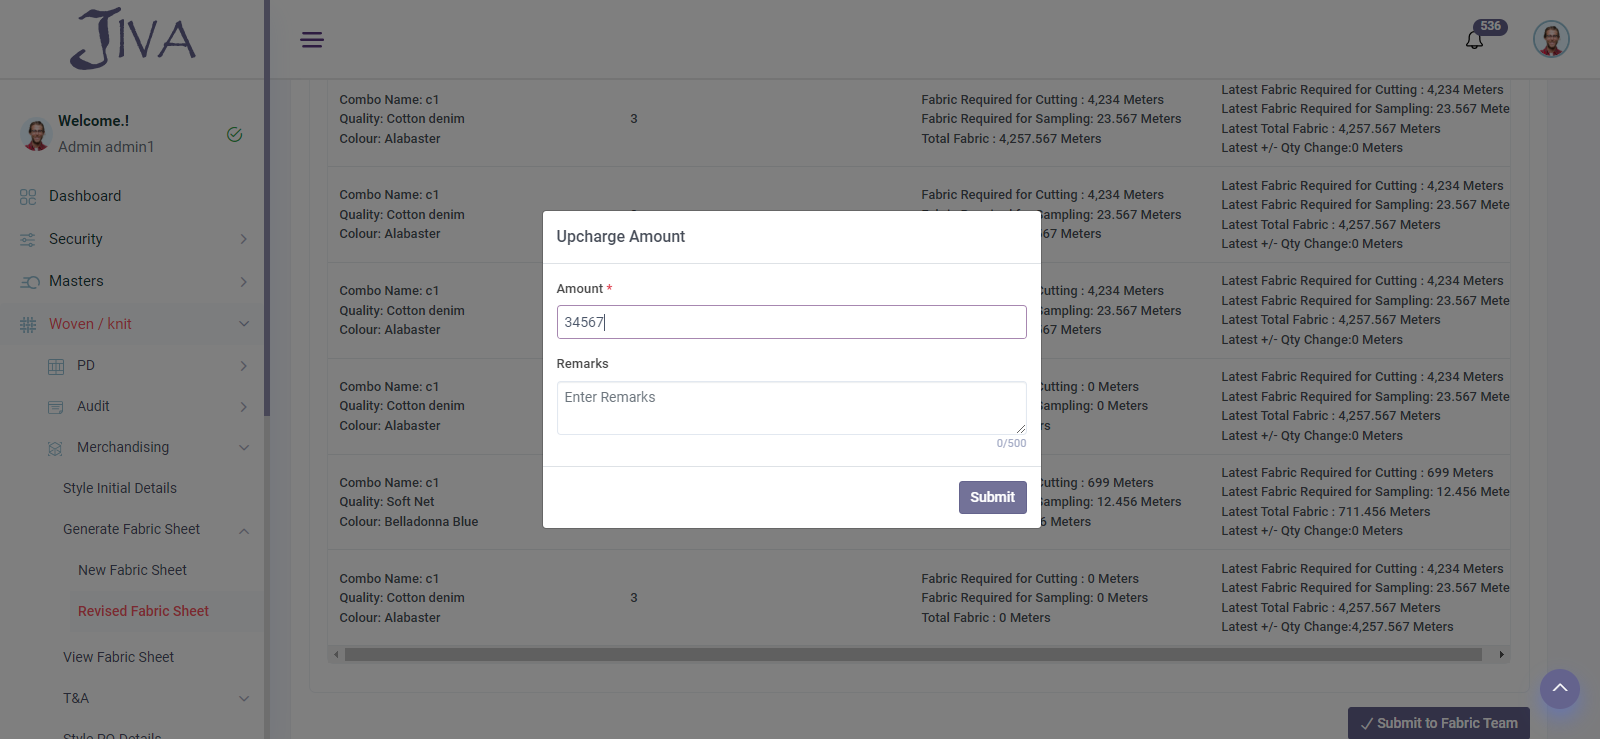 JIVA
536
Welcome.!
Admin admin1
Dashboard
Security
Masters
Woven / knit
PD
Audit
Merchandising
Style Initial Details
Generate Fabric Sheet
New Fabric Sheet
Revised Fabric Sheet
View Fabric Sheet
T&A
Style PO Details
Combo Name: c1
Quality: Cotton denim
Colour: Alabaster
3
Fabric Required for Cutting : 4,234 Meters
Fabric Required for Sampling: 23.567 Meters
Total Fabric : 4,257.567 Meters
Latest Fabric Required for Cutting : 4,234 Meters
Latest Fabric Required for Sampling: 23.567 Mete
Latest Total Fabric : 4,257.567 Meters
Latest +/- Qty Change:0 Meters
Combo Name: c1
Quality: Cotton denim
Colour: Alabaster
Fabric Required for Cutting : 4,234 Meters
Sampling: 23.567 Meters
67 Meters
Latest Fabric Required for Cutting : 4,234 Meters
Latest Fabric Required for Sampling: 23.567 Mete
Latest Total Fabric : 4,257.567 Meters
Latest +/- Qty Change:0 Meters
Combo Name: c1
Quality: Cotton denim
Colour: Alabaster
utting : 4,234 Meters
Sampling: 23.567 Meters
67 Meters
Latest Fabric Required for Cutting : 4,234 Meters
Latest Fabric Required for Sampling: 23.567 Mete
Latest Total Fabric : 4,257.567 Meters
Latest +/- Qty Change:0 Meters
Combo Name: c1
Quality: Cotton denim
Colour: Alabaster
utting : 0 Meters
Sampling: 0 Meters
rs
Latest Fabric Required for Cutting : 4,234 Meters
Latest Fabric Required for Sampling: 23.567 Mete
Latest Total Fabric : 4,257.567 Meters
Latest +/- Qty Change:0 Meters
Combo Name: c1
Quality: Soft Net
Colour: Belladonna Blue
utting : 699 Meters
Sampling: 12.456 Meters
6 Meters
Latest Fabric Required for Cutting : 699 Meters
Latest Fabric Required for Sampling: 12.456 Mete
Latest Total Fabric : 711.456 Meters
Latest +/- Qty Change:0 Meters
Combo Name: c1
Quality: Cotton denim
Colour: Alabaster
3
Fabric Required for Cutting : 0 Meters
Fabric Required for Sampling: 0 Meters
Total Fabric : 0 Meters
Latest Fabric Required for Cutting : 4,234 Meters
Latest Fabric Required for Sampling: 23.567 Mete
Latest Total Fabric : 4,257.567 Meters
Latest +/- Qty Change:4,257.567 Meters
Upcharge Amount
Amount *
34567
Remarks
Enter Remarks
0/500
Submit
Submit to Fabric Team